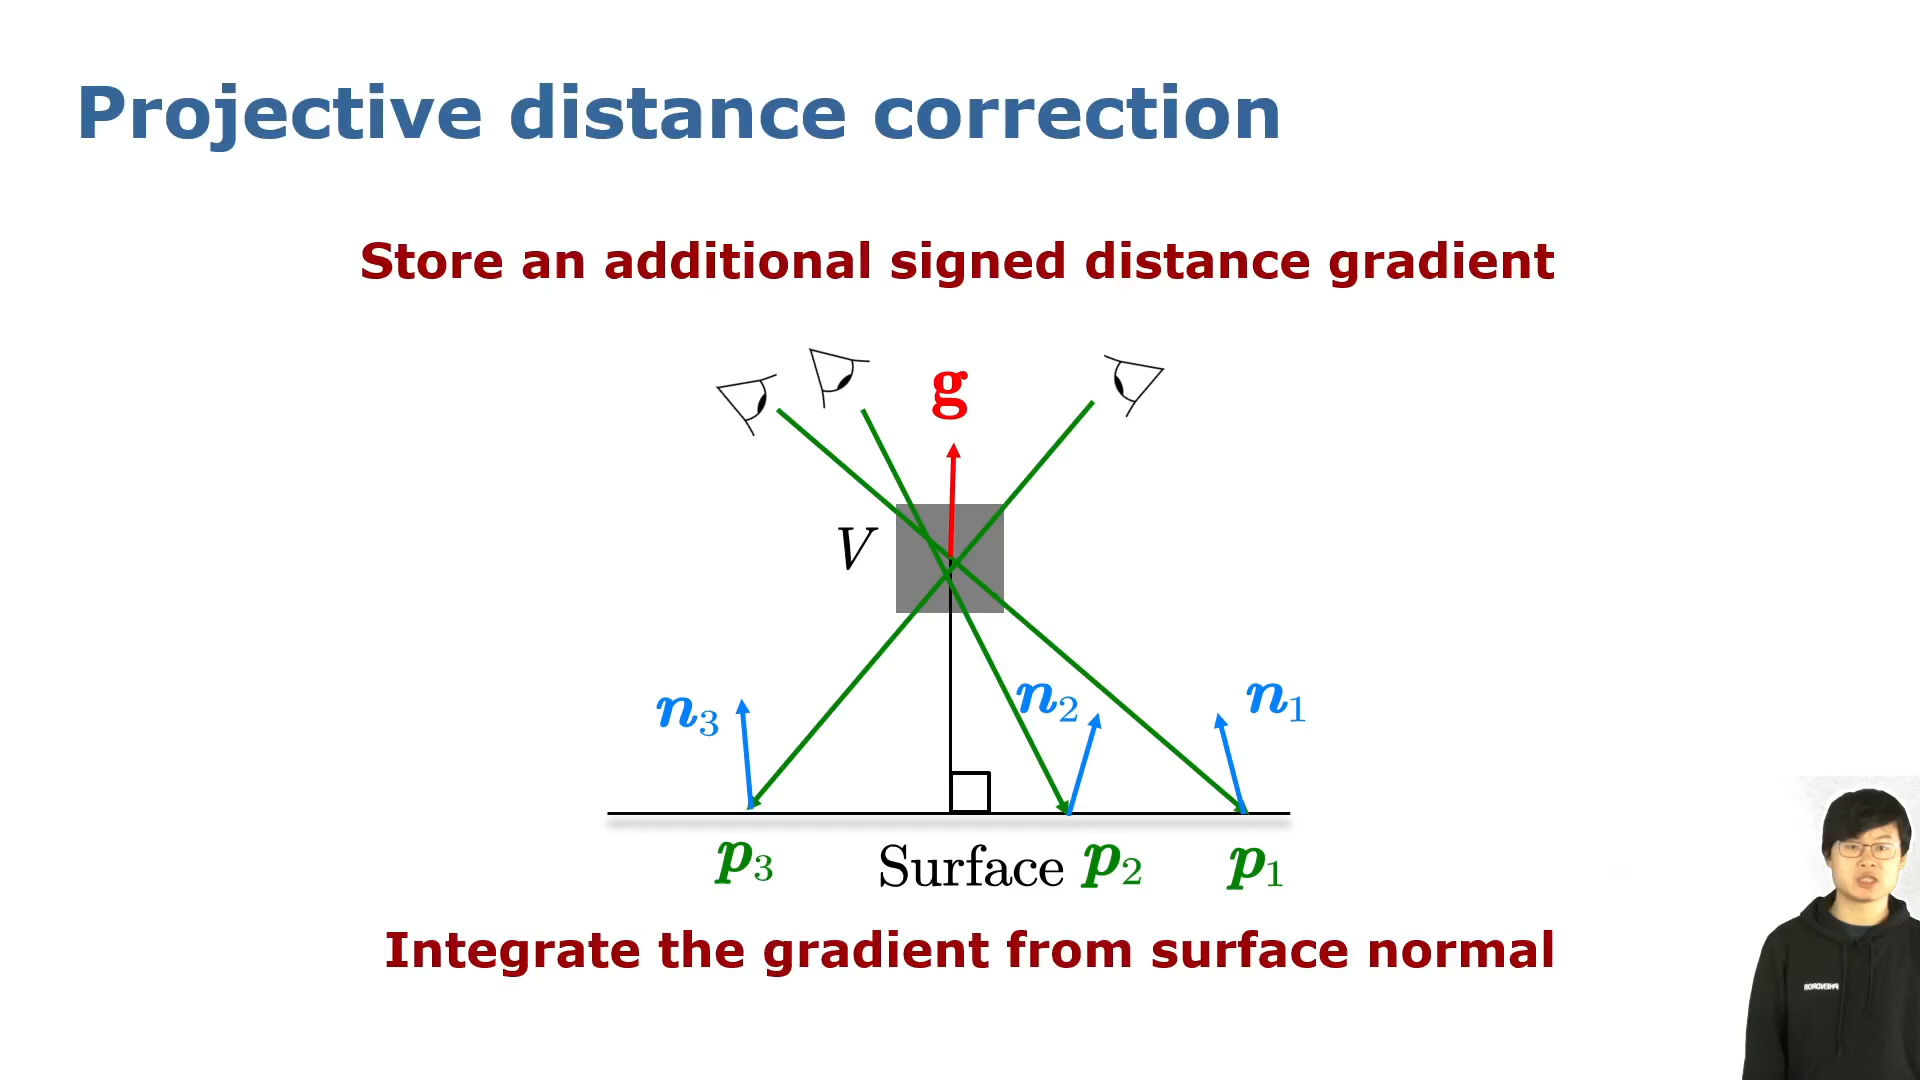 Projective distance correction
Store an additional signed distance gradient
g
V
n3
n2
n1
p3
Surface
p2
p1
Integrate the gradient from surface normal